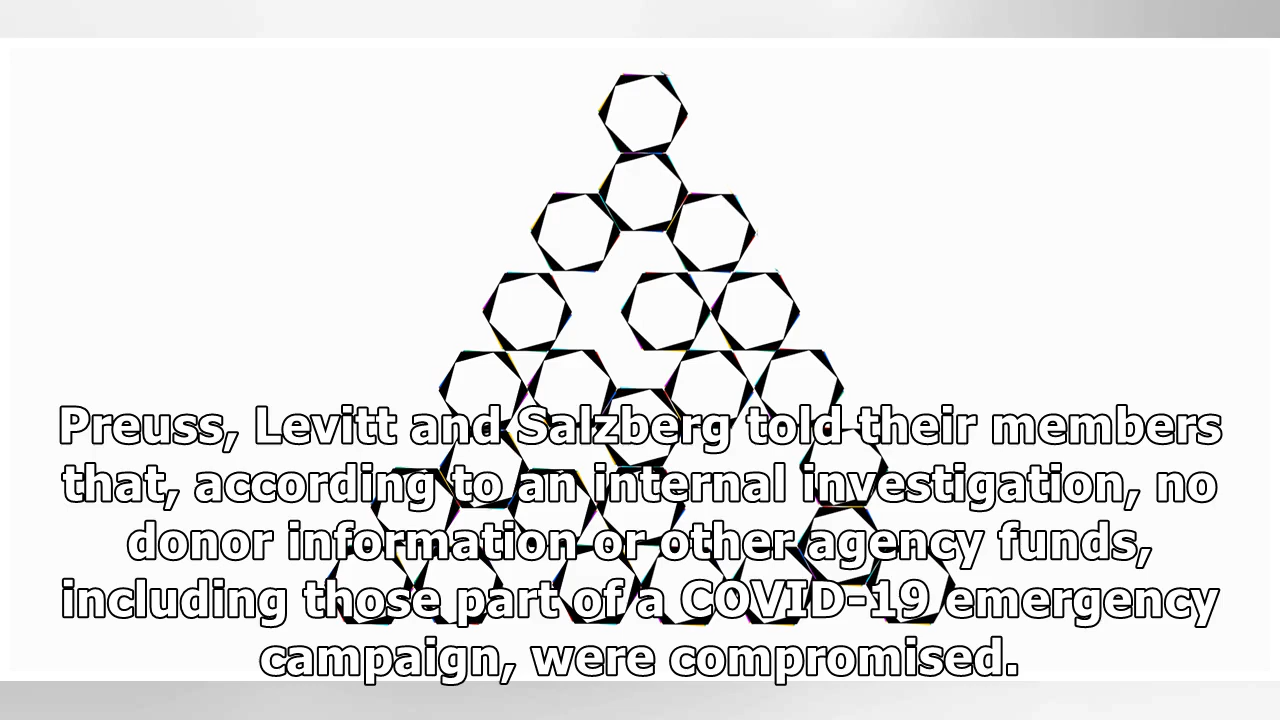 Preuss, Levitt and Salzberg told their members
that, according to an internal investigation, no
donor information or other agency funds,
including those part of a COVID-19 emergency
campaign, were compromised.